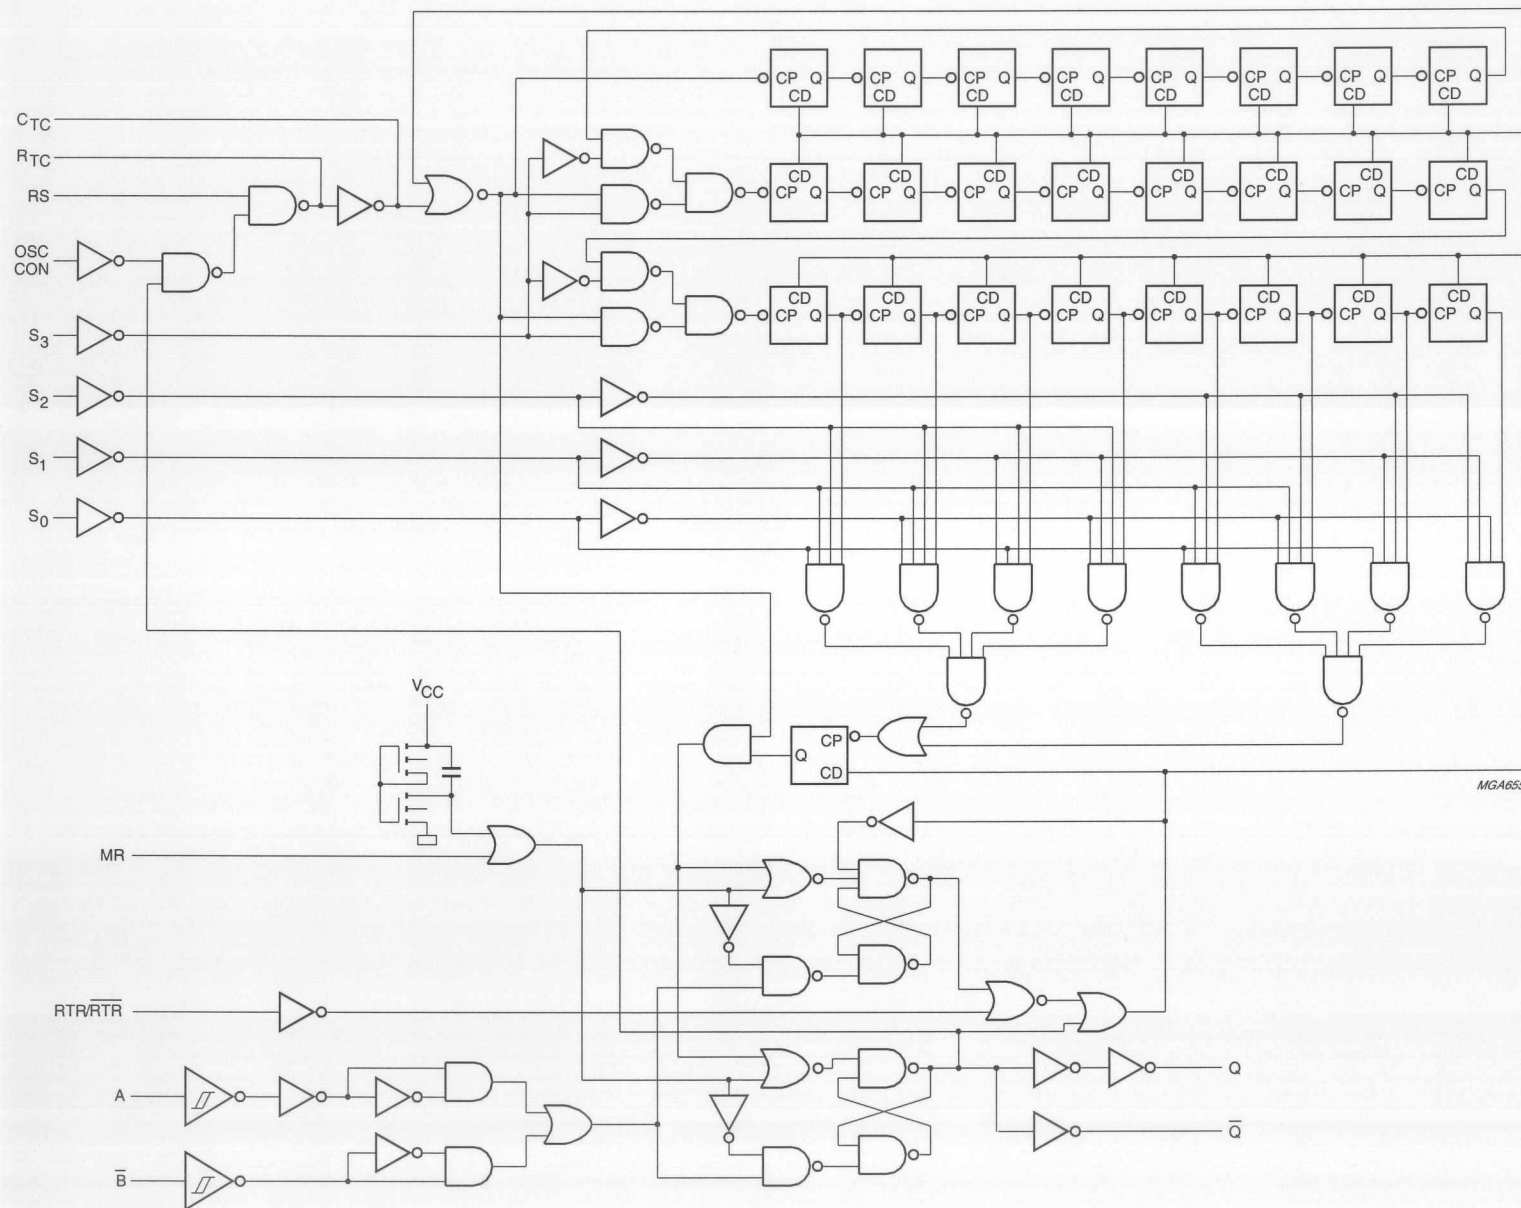 CTC
RTC
RS
OSC
CON
S3
S2
S1
S0
CP Q
CD
CP Q
CD
CP Q
CD
CP Q
CD
CP Q
CD
CP Q
CD
CP Q
CD
CP Q
CD
CD
CP Q
CD
CP Q
CD
CP Q
CD
CP Q
CD
CP Q
CD
CP Q
CD
CP Q
CD
CP Q
CD
CP Q
CD
CP Q
CD
CP Q
CD
CP Q
CD
CP Q
CD
CP Q
CD
CP Q
CD
CP Q
VCC
CP
Q
CD
MGA655
MR
RTR/R̅T̅R̅
A
B̅
Q
Q̅